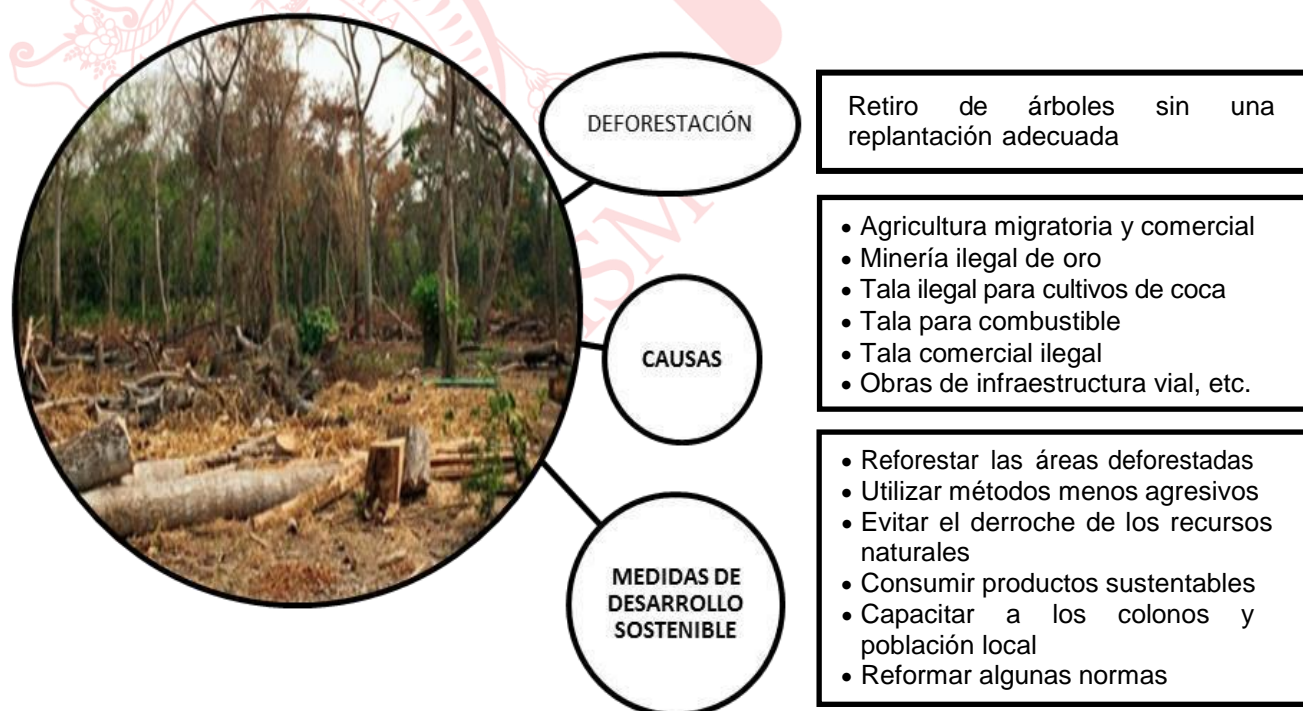 DEFORESTACIÓN
Retiro de árboles sin una
replantación adecuada
CAUSAS
• Agricultura migratoria y comercial
• Minería ilegal de oro
• Tala ilegal para cultivos de coca
• Tala para combustible
• Tala comercial ilegal
• Obras de infraestructura vial, etc.
MEDIDAS DE
DESARROLLO
SOSTENIBLE
• Reforestar las áreas deforestadas
• Utilizar métodos menos agresivos
• Evitar el derroche de los recursos
naturales
• Consumir productos sustentables
• Capacitar a los colonos y
población local
• Reformar algunas normas